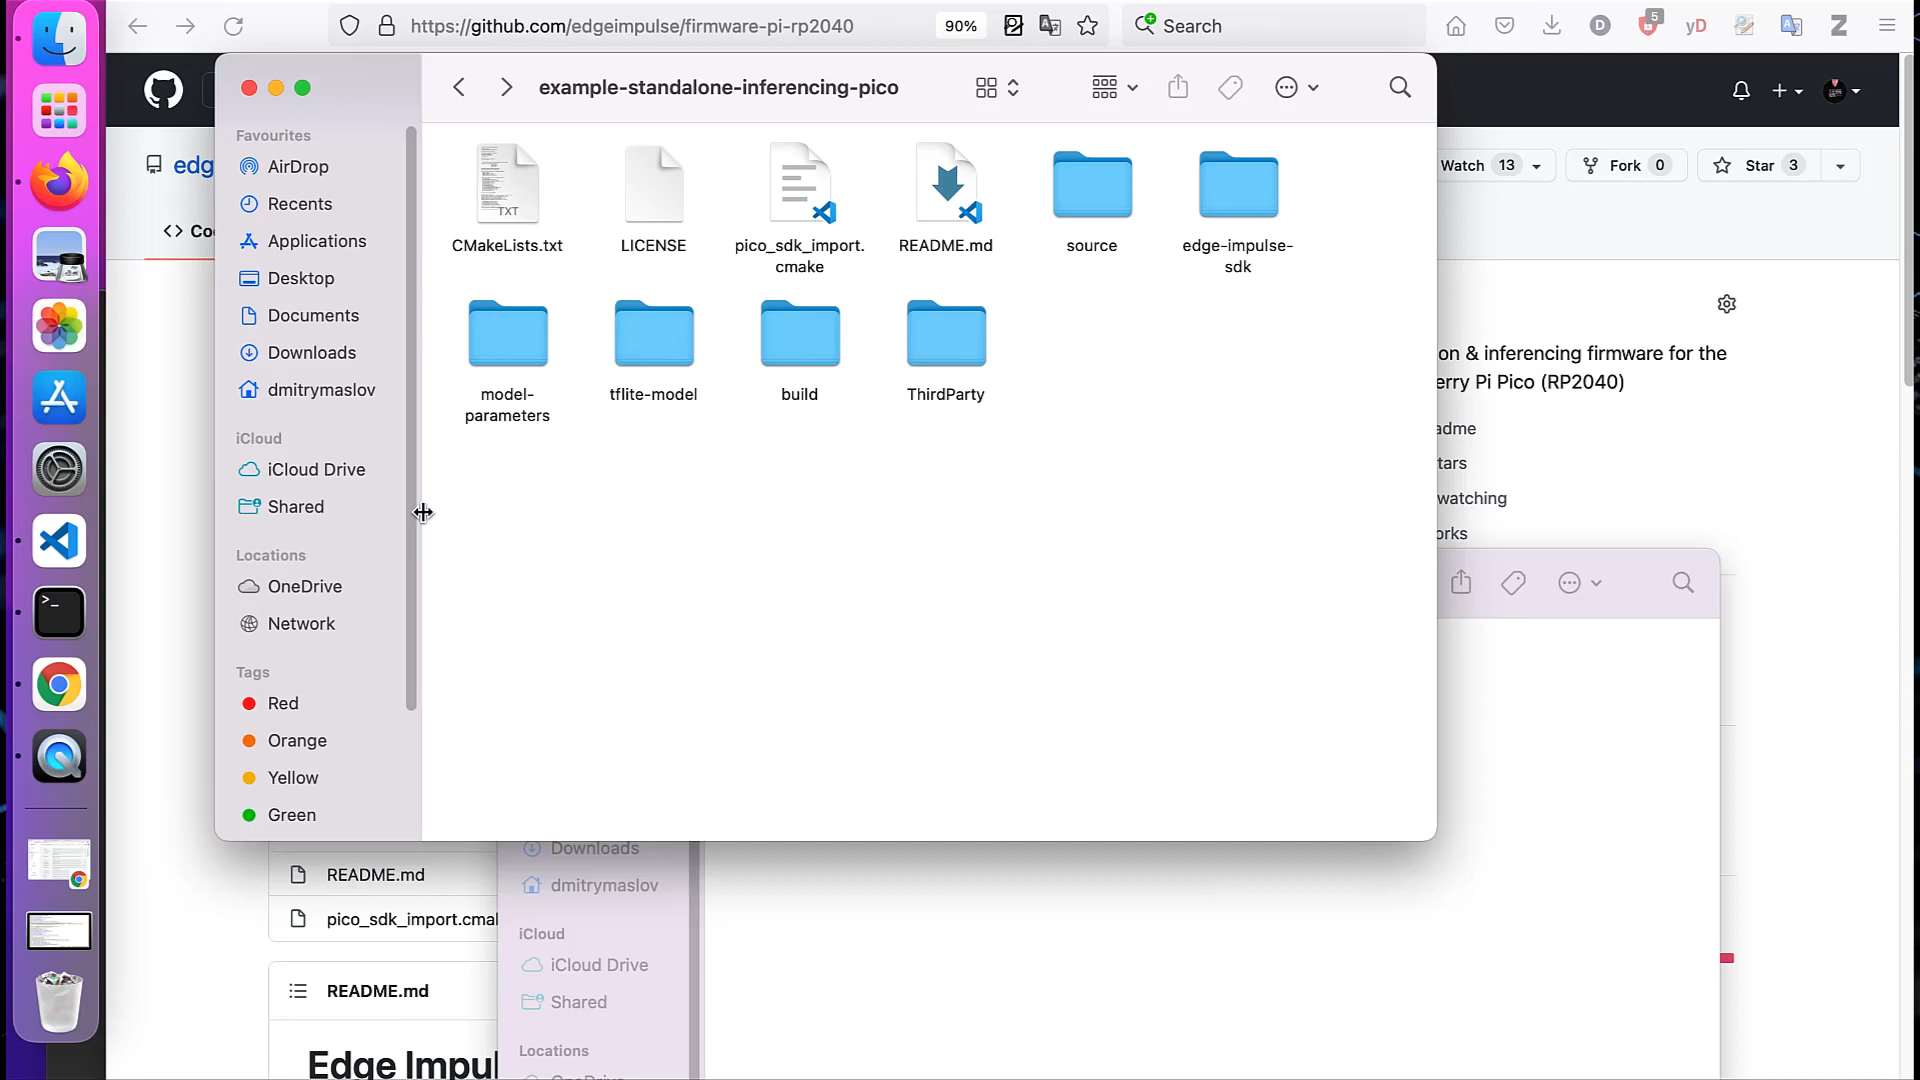 https://github.com/edgeimpulse/firmware-pi-rp2040
90%
Search
5
D
yD
Z
example-standalone-inferencing-pico
Favourites
AirDrop
Recents
Applications
Desktop
Documents
Downloads
dmitrymaslov
iCloud
iCloud Drive
Shared
Locations
OneDrive
Network
Tags
Red
Orange
Yellow
Green
TXT
CMakeLists.txt
LICENSE
pico_sdk_import.
cmake
README.md
source
edge-impulse-
sdk
model-
parameters
tflite-model
build
ThirdParty
edg
<> Co
Watch 13
Fork 0
Star 3
on & inferencing firmware for the
erry Pi Pico (RP2040)
adme
tars
watching
orks
README.md
pico_sdk_import.cmal
README.md
Edge Impul
Downloads
dmitrymaslov
iCloud
iCloud Drive
Shared
Locations
OneDrive
>_